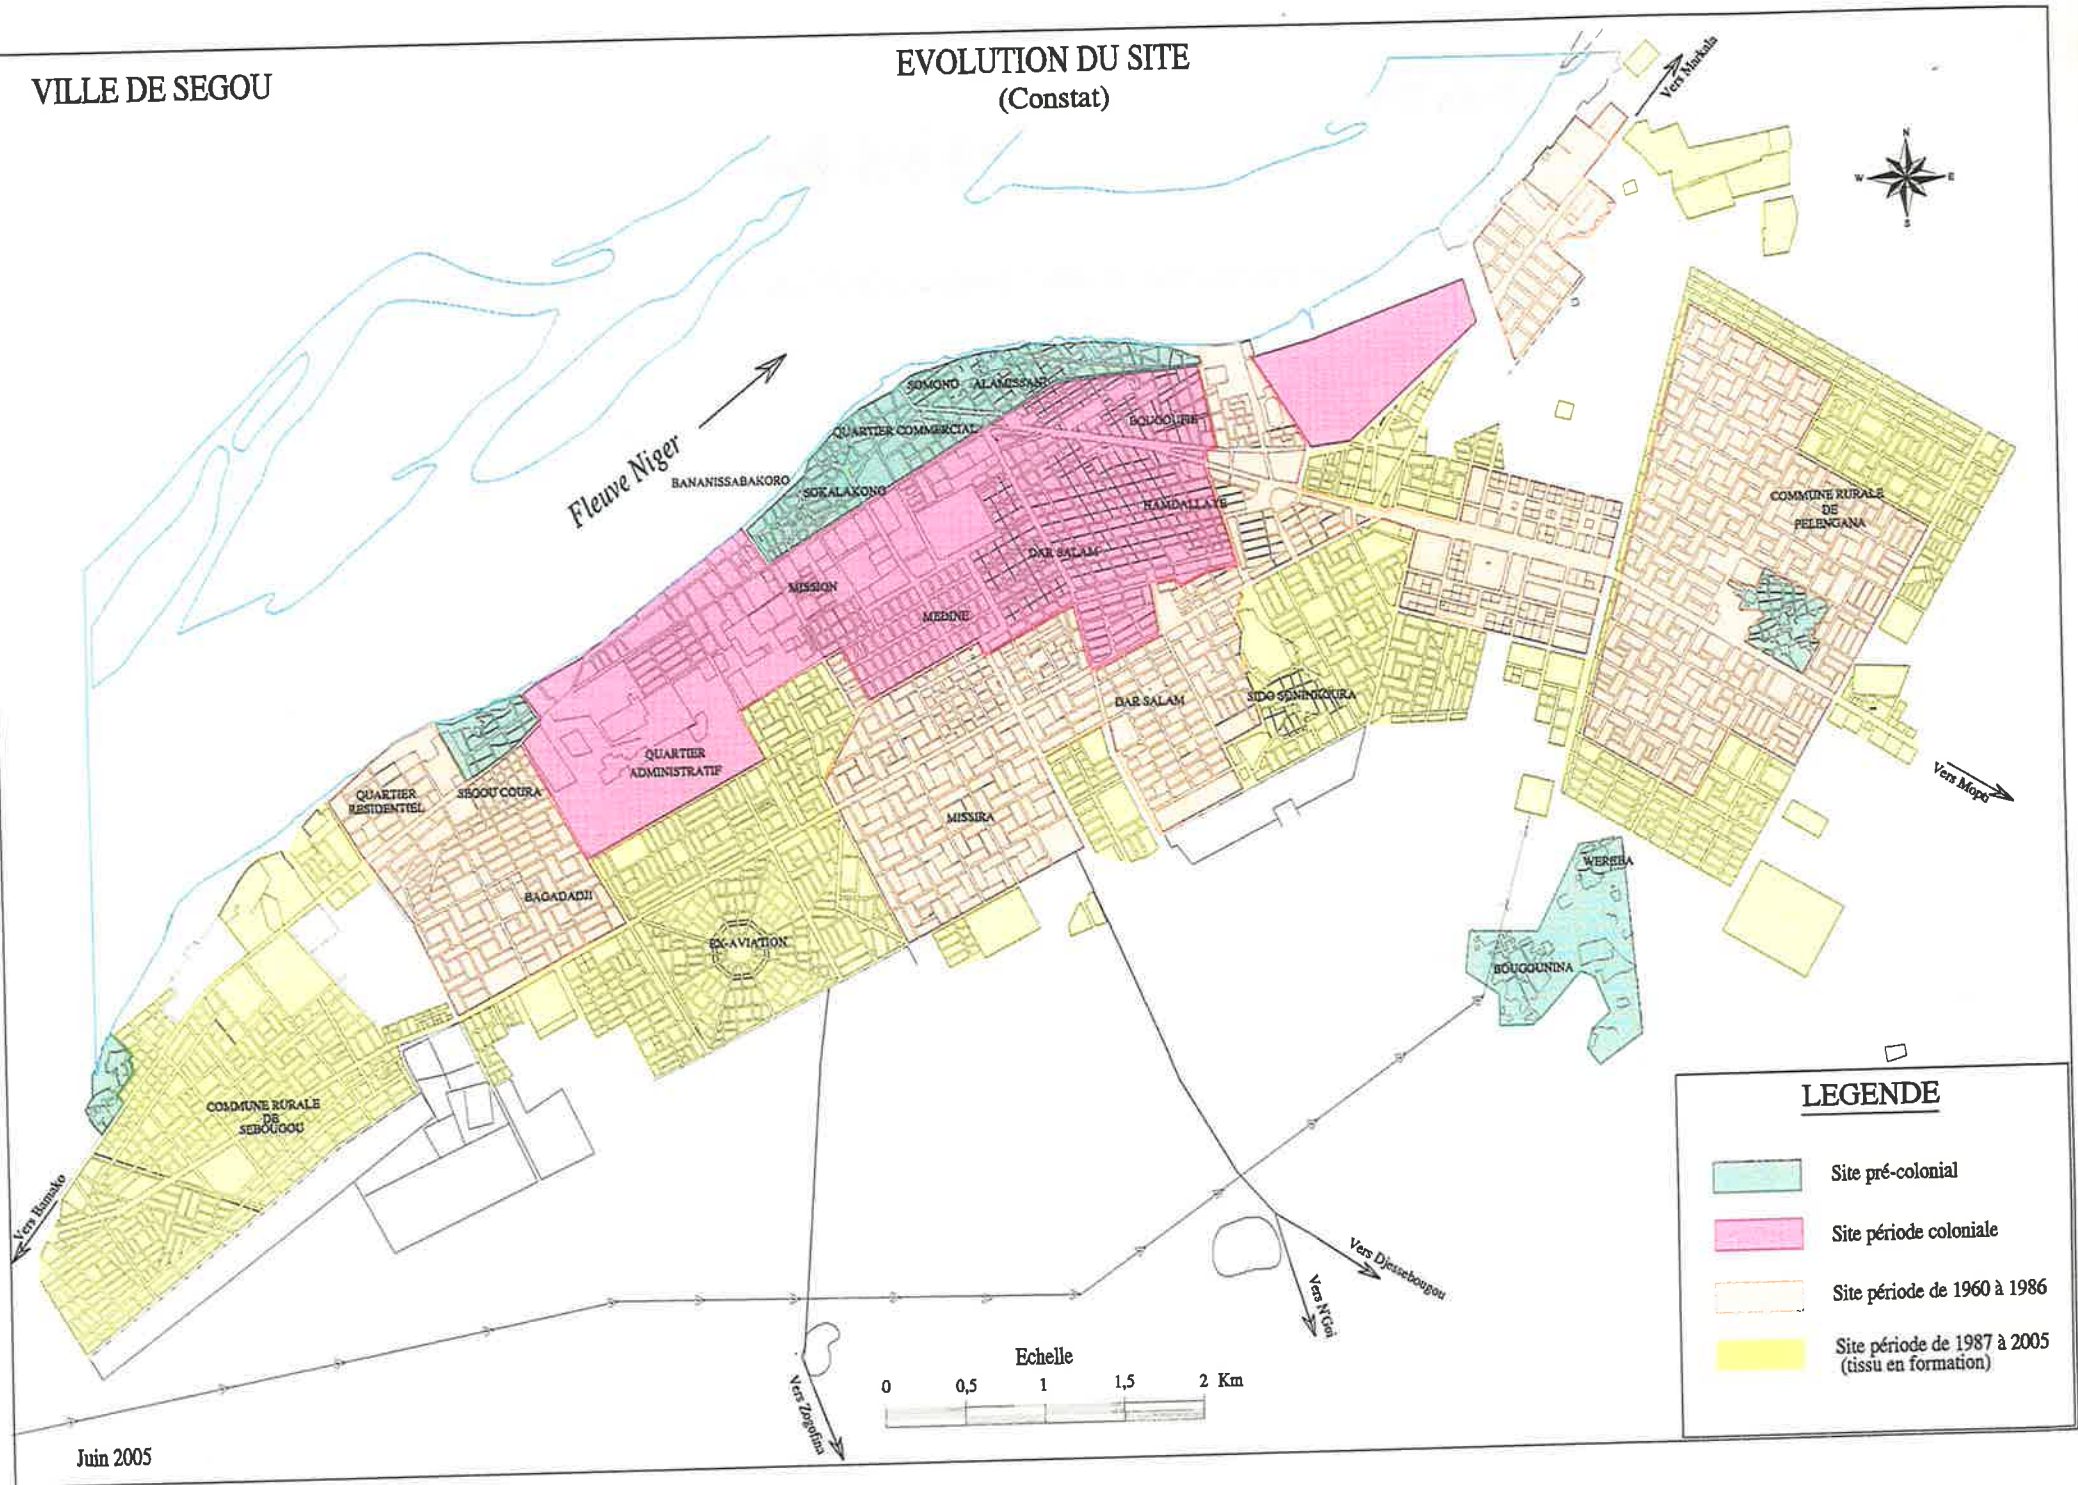 VILLE DE SEGOU
EVOLUTION DU SITE
(Constat)
Vers Markala
N
W
E
S
Fleuve Niger
SOMONO
ALAMISSANI
QUARTIER COMMERCIAL
BOUGOUFIE
BANANISSABAKORO
SOKALAKONO
HAMDALLAYE
DAR SALAM
MISSION
MEDINE
COMMUNE RURALE
DE
PELENGANA
QUARTIER
ADMINISTRATIF
DAR SALAM
SIDO SONINKOURA
QUARTIER
RESIDENTIEL
SEGOU COURA
MISSIRA
BAGADADJI
EX-AVIATION
Vers Mopti
WEREBA
BOUGOUNINA
COMMUNE RURALE
DE
SEBOUGOU
Vers Bamako
Vers Djessebougou
Vers N'Goi
Vers Zogofina
Echelle
0 0,5 1 1,5 2 Km
Juin 2005
LEGENDE
Site pré-colonial
Site période coloniale
Site période de 1960 à 1986
Site période de 1987 à 2005
(tissu en formation)